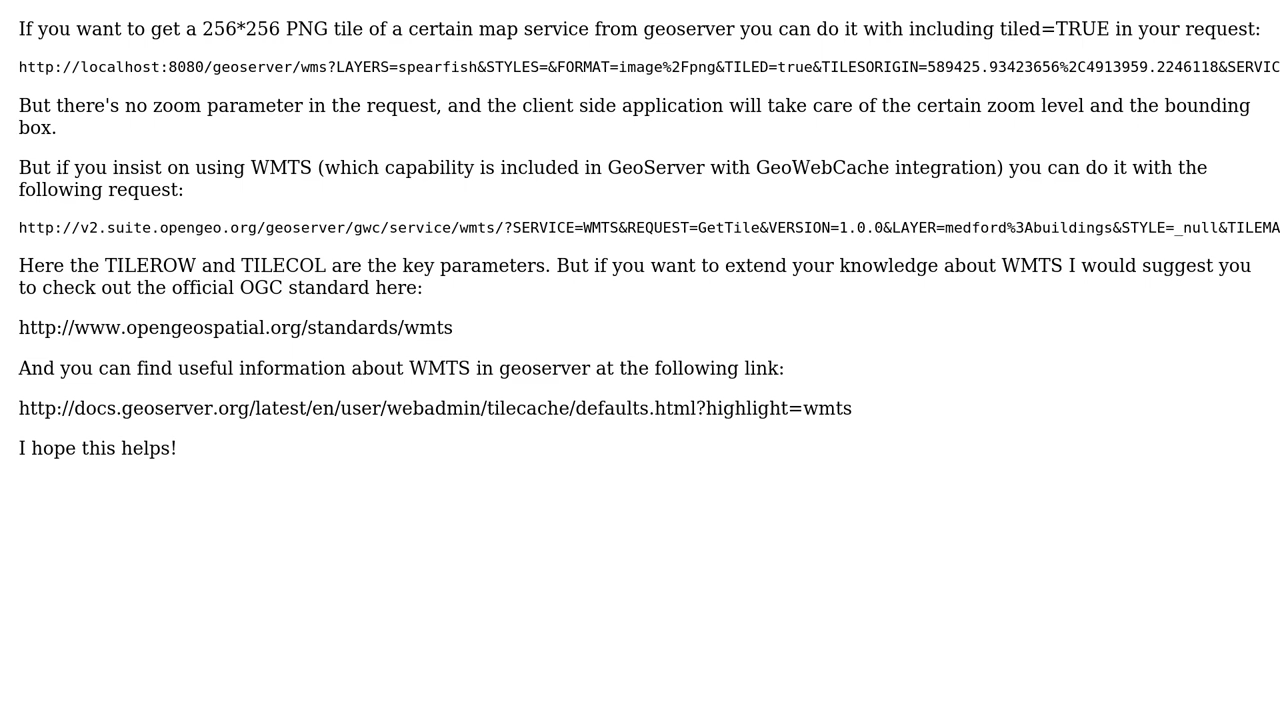 If you want to get a 256*256 PNG tile of a certain map service from geoserver you can do it with including tiled=TRUE in your request:
http://localhost:8080/geoserver/wms?LAYERS=spearfish&STYLES=&FORMAT=image%2Fpng&TILED=true&TILESORIGIN=589425.93423656%2C4913959.2246118&SERVIC
But there's no zoom parameter in the request, and the client side application will take care of the certain zoom level and the bounding
box.
But if you insist on using WMTS (which capability is included in GeoServer with GeoWebCache integration) you can do it with the
following request:
http://v2.suite.opengeo.org/geoserver/gwc/service/wmts/?SERVICE=WMTS&REQUEST=GetTile&VERSION=1.0.0&LAYER=medford%3Abuildings&STYLE=_null&TILEMA
Here the TILEROW and TILECOL are the key parameters. But if you want to extend your knowledge about WMTS I would suggest you
to check out the official OGC standard here:
http://www.opengeospatial.org/standards/wmts
And you can find useful information about WMTS in geoserver at the following link:
http://docs.geoserver.org/latest/en/user/webadmin/tilecache/defaults.html?highlight=wmts
I hope this helps!